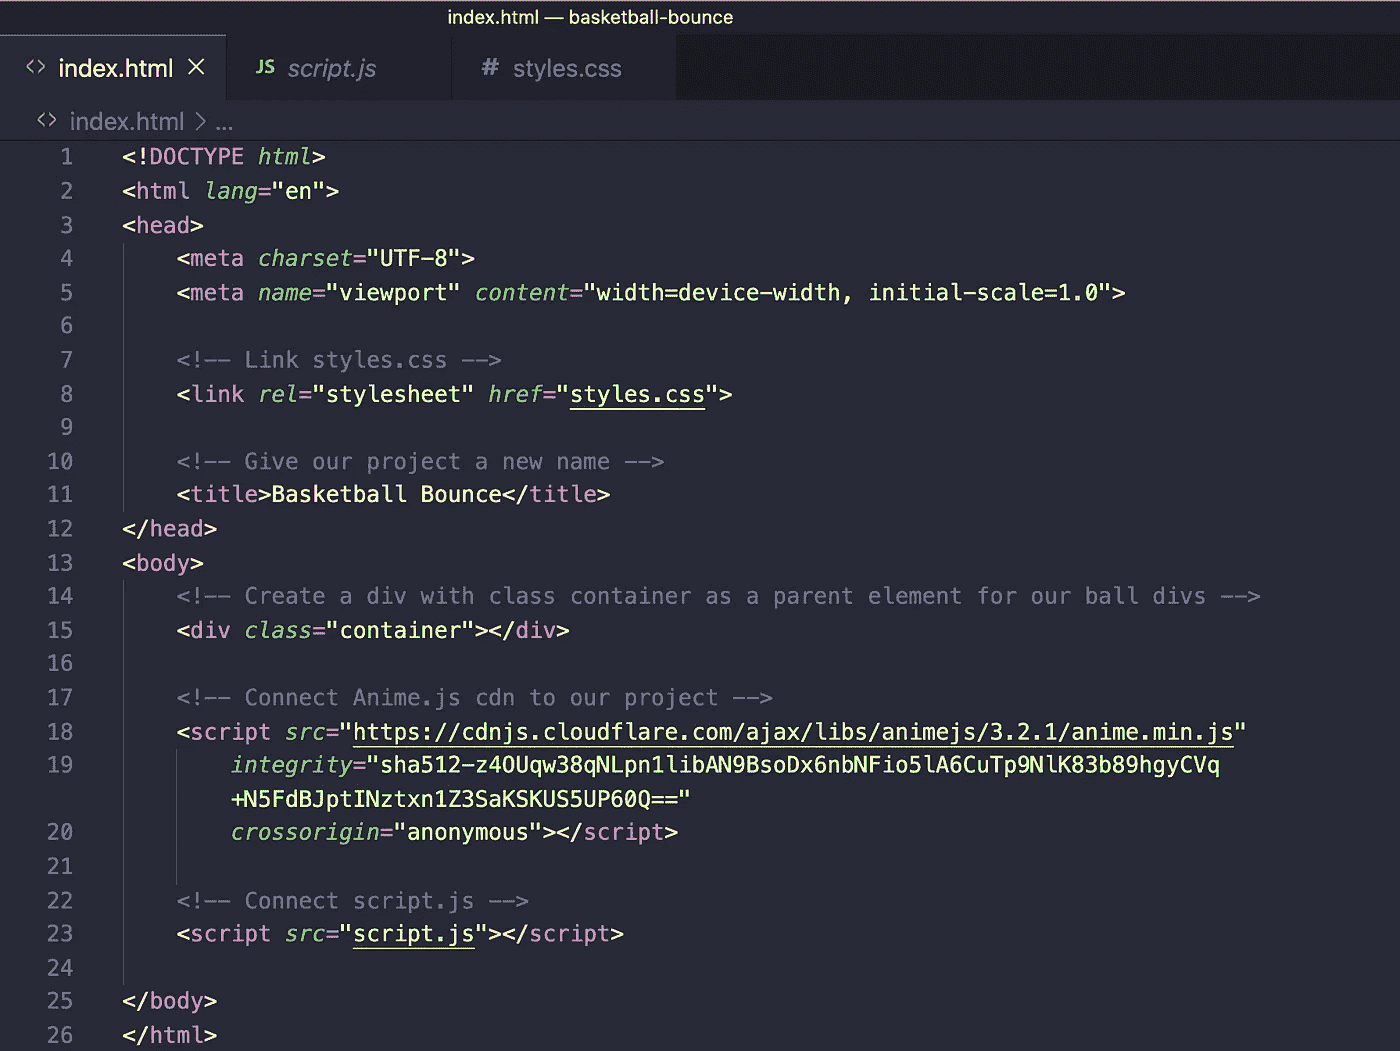 index.html — basketball-bounce
<> index.html × JS script.js # styles.css
<> index.html > ...
1 <!DOCTYPE html>
2 <html lang="en">
3 <head>
4 <meta charset="UTF-8">
5 <meta name="viewport" content="width=device-width, initial-scale=1.0">
6
7 <!-- Link styles.css -->
8 <link rel="stylesheet" href="styles.css">
9
10 <!-- Give our project a new name -->
11 <title>Basketball Bounce</title>
12 </head>
13 <body>
14 <!-- Create a div with class container as a parent element for our ball divs -->
15 <div class="container"></div>
16
17 <!-- Connect Anime.js cdn to our project -->
18 <script src="https://cdnjs.cloudflare.com/ajax/libs/animejs/3.2.1/anime.min.js"
19 integrity="sha512-z4OUqw38qNLpn1libAN9BsoDx6nbNFio5lA6CuTp9NlK83b89hgyCVq
+N5FdBJptINztxn1Z3SaKSKUS5UP60Q=="
20 crossorigin="anonymous"></script>
21
22 <!-- Connect script.js -->
23 <script src="script.js"></script>
24
25 </body>
26 </html>